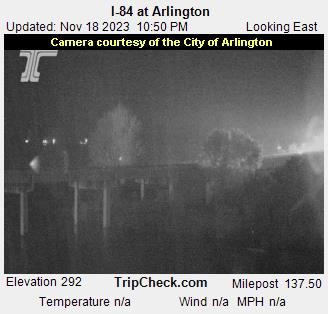 I-84 at Arlington
Updated: Nov 18 2023 10:50 PM Looking East
Camera courtesy of the City of Arlington
Elevation 292 TripCheck.com Milepost 137.50
Temperature n/a Wind n/a MPH n/a